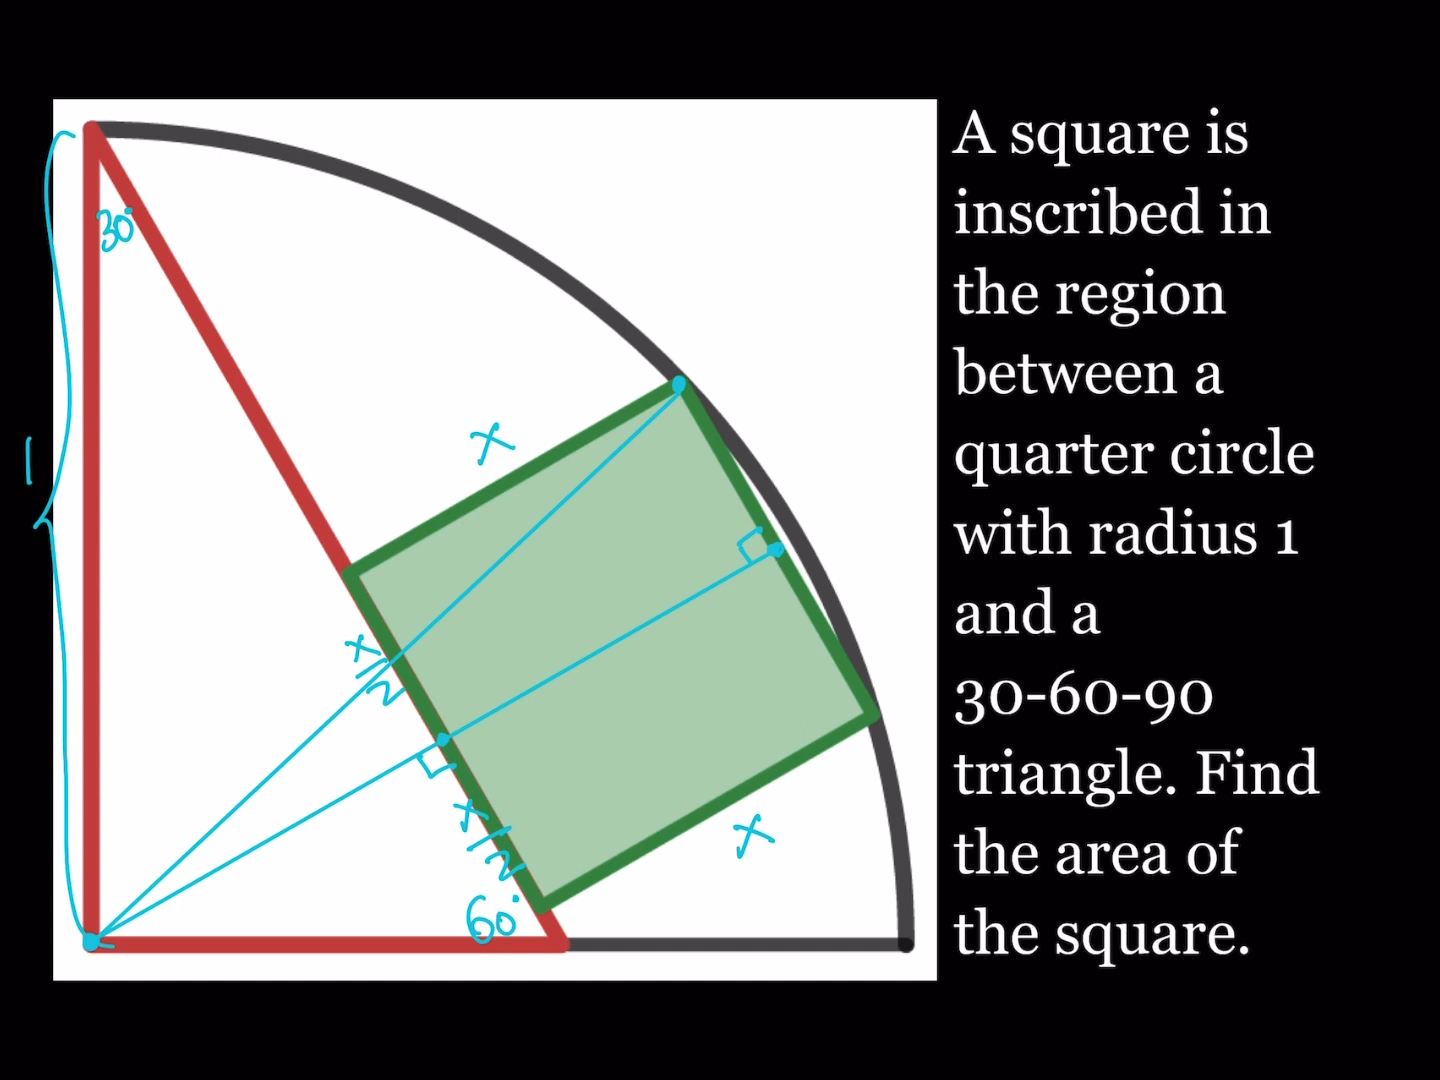 A square is
inscribed in
the region
between a
quarter circle
with radius 1
and a
30-60-90
triangle. Find
the area of
the square.
30°
1
x
x/2
x/2
x
60°